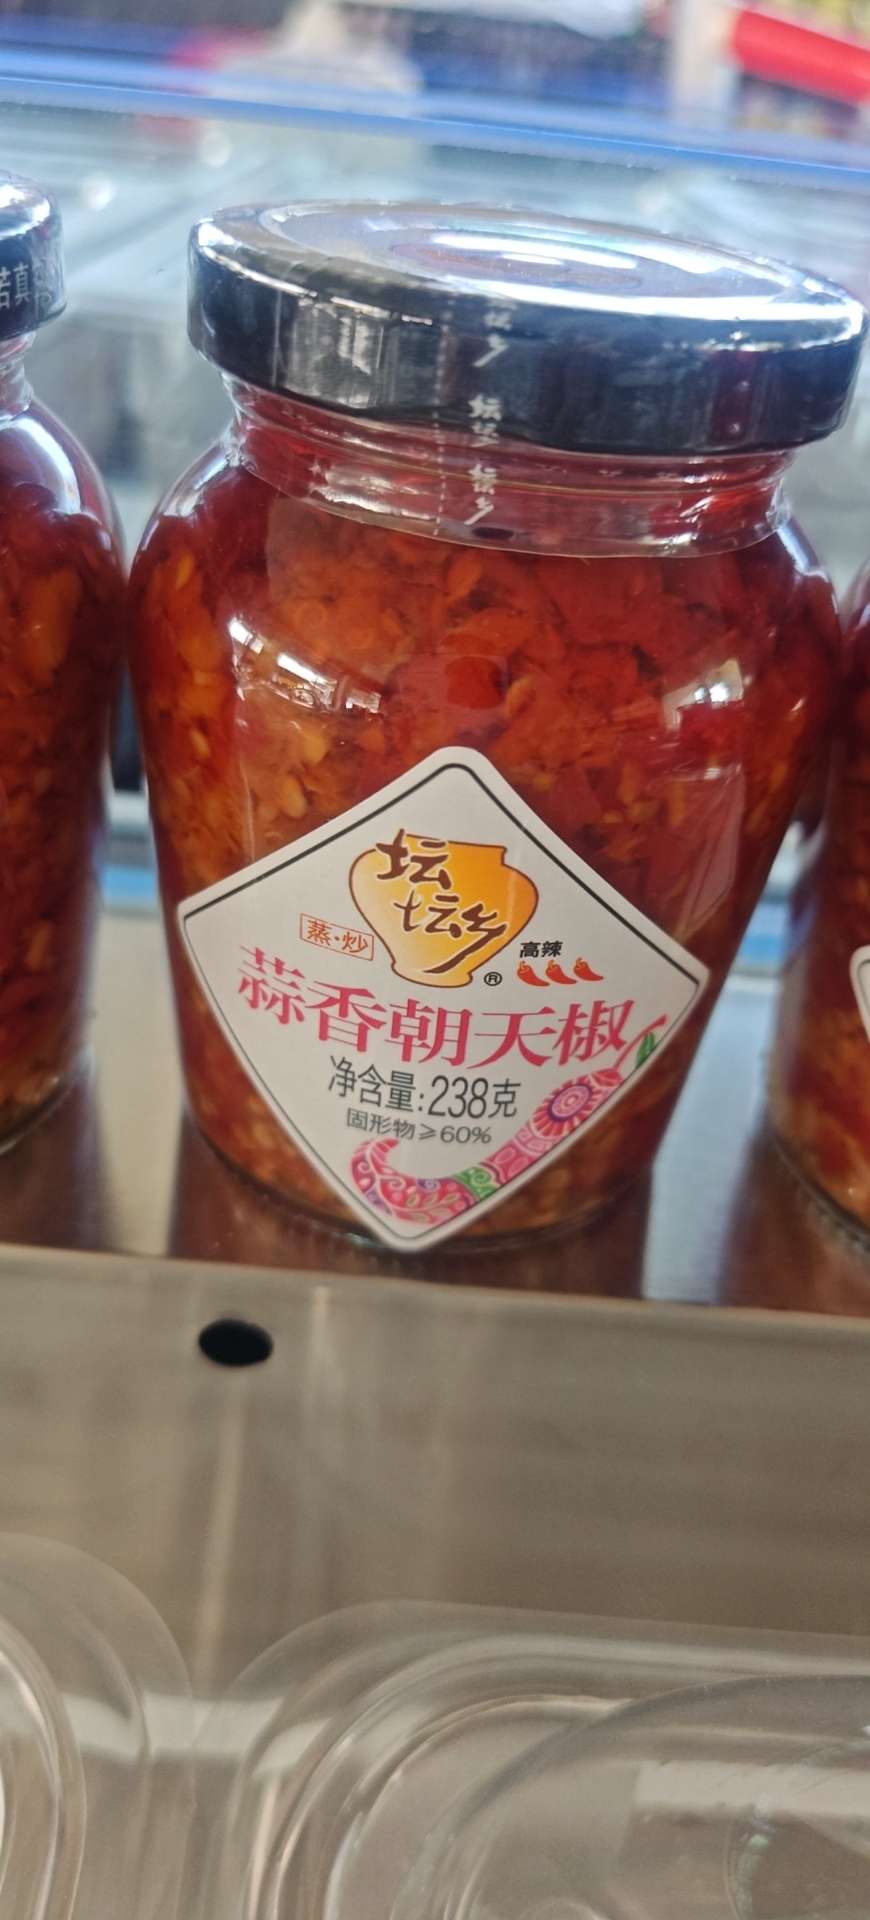 坛
坛乡®
蒸·炒
高辣
蒜香朝天椒
净含量:238克
固形物≥60%